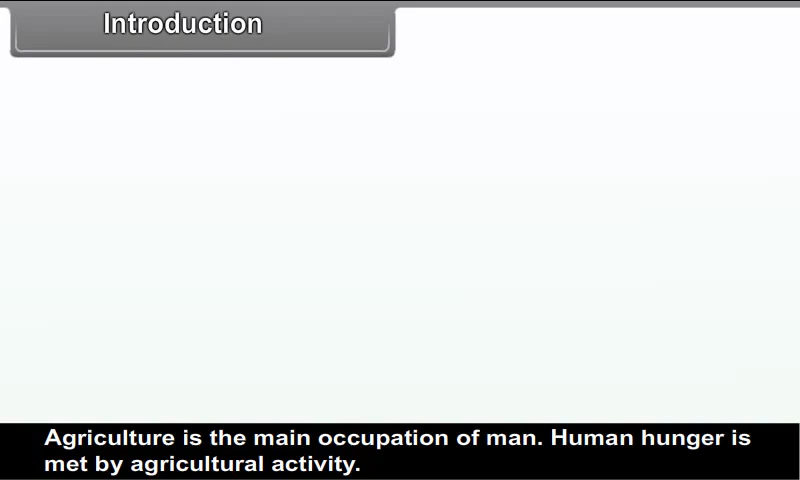 Introduction
Agriculture is the main occupation of man. Human hunger is
met by agricultural activity.